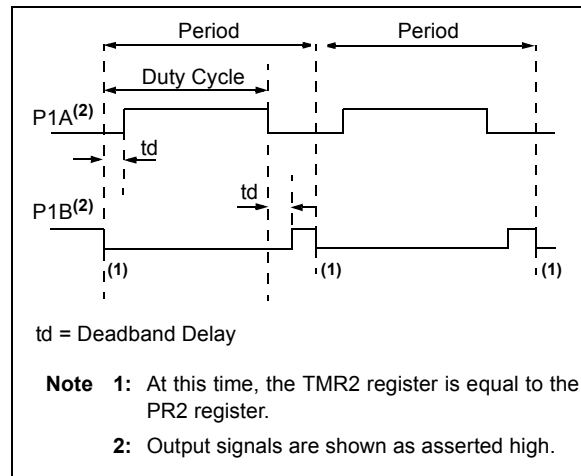 Period Period
Duty Cycle
P1A(2)
td
td
P1B(2)
(1) (1) (1)
td = Deadband Delay
Note 1: At this time, the TMR2 register is equal to the
PR2 register.
2: Output signals are shown as asserted high.